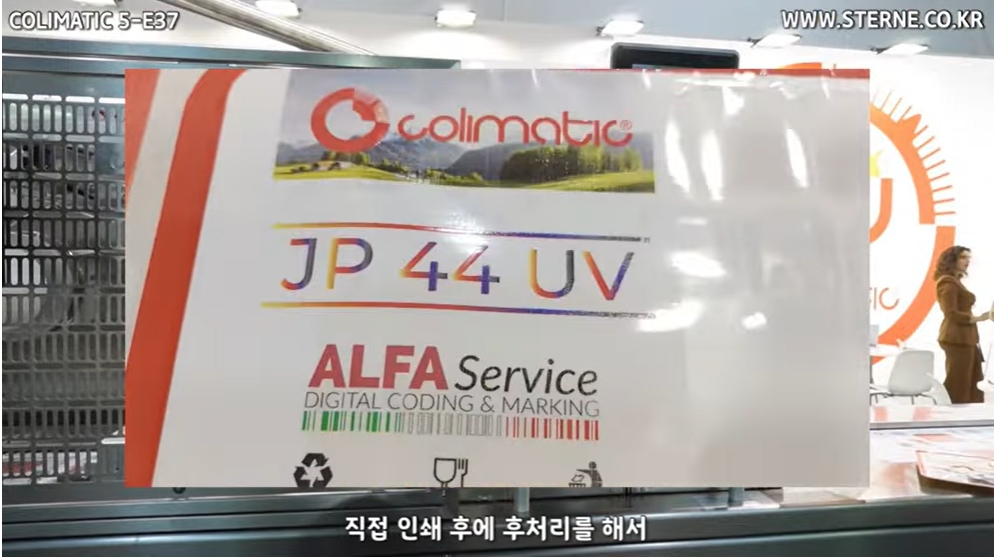 COLIMATIC 5-E37
WWW.STERNE.CO.KR
colimatic®
JP 44 UV
ALFA Service
DIGITAL CODING & MARKING
직접 인쇄 후에 후처리를 해서